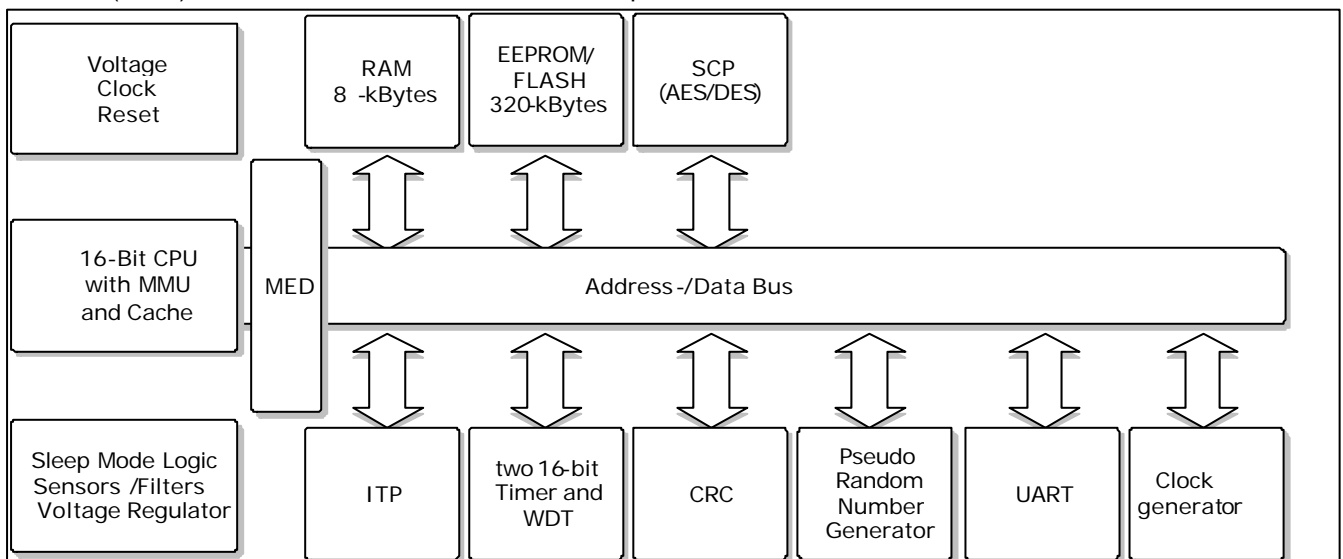 Voltage
Clock
Reset
RAM
8 -kBytes
EEPROM/
FLASH
320-kBytes
SCP
(AES/DES)
16-Bit CPU
with MMU
and Cache
MED
Address-/Data Bus
Sleep Mode Logic
Sensors /Filters
Voltage Regulator
ITP
two 16-bit
Timer and
WDT
CRC
Pseudo
Random
Number
Generator
UART
Clock
generator